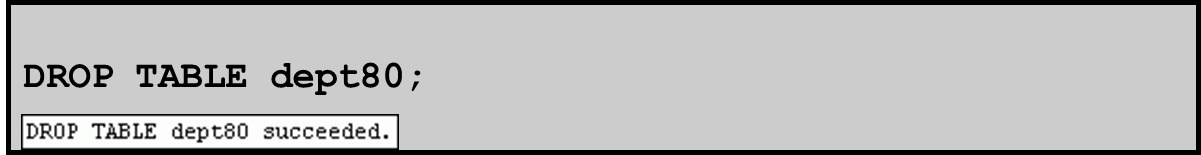 DROP TABLE dept80;
DROP TABLE dept80 succeeded.